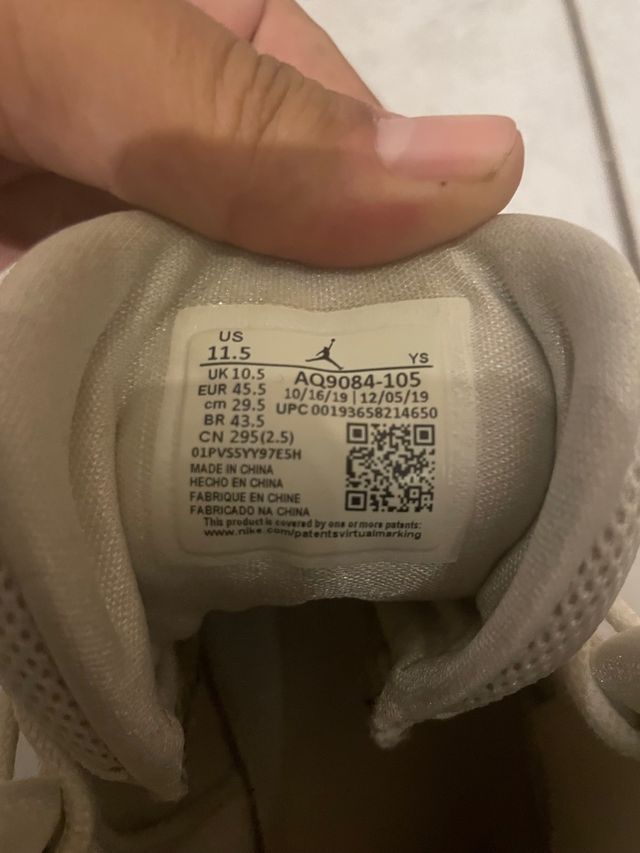 US
11.5 YS
UK 10.5 AQ9084-105
EUR 45.5 10/16/19 | 12/05/19
cm 29.5 UPC 00193658214650
BR 43.5
CN 295(2.5)
01PVS5YY97E5H
MADE IN CHINA
HECHO EN CHINA
FABRIQUE EN CHINE
FABRICADO NA CHINA
This product is covered by one or more patents:
www.nike.com/patentsvirtualmarking